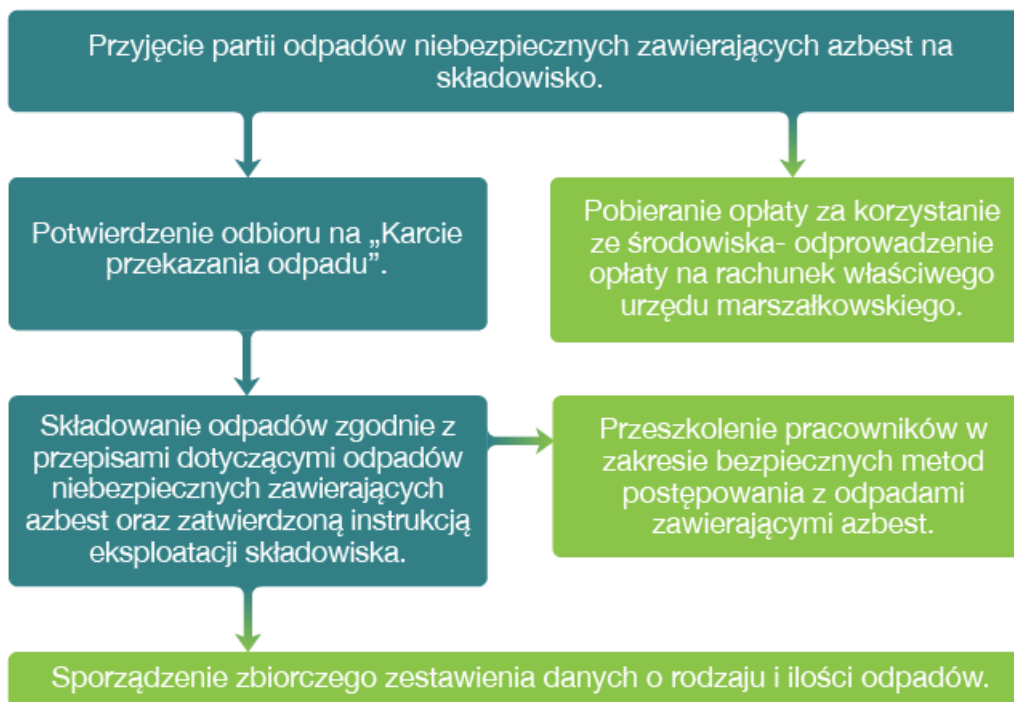 Przyjęcie partii odpadów niebezpiecznych zawierających azbest na
składowisko.
Potwierdzenie odbioru na „Karcie
przekazania odpadu”.
Pobieranie opłaty za korzystanie
ze środowiska- odprowadzenie
opłaty na rachunek właściwego
urzędu marszałkowskiego.
Składowanie odpadów zgodnie z
przepisami dotyczącymi odpadów
niebezpiecznych zawierających
azbest oraz zatwierdzoną instrukcją
eksploatacji składowiska.
Przeszkolenie pracowników w
zakresie bezpiecznych metod
postępowania z odpadami
zawierającymi azbest.
Sporządzenie zbiorczego zestawienia danych o rodzaju i ilości odpadów.